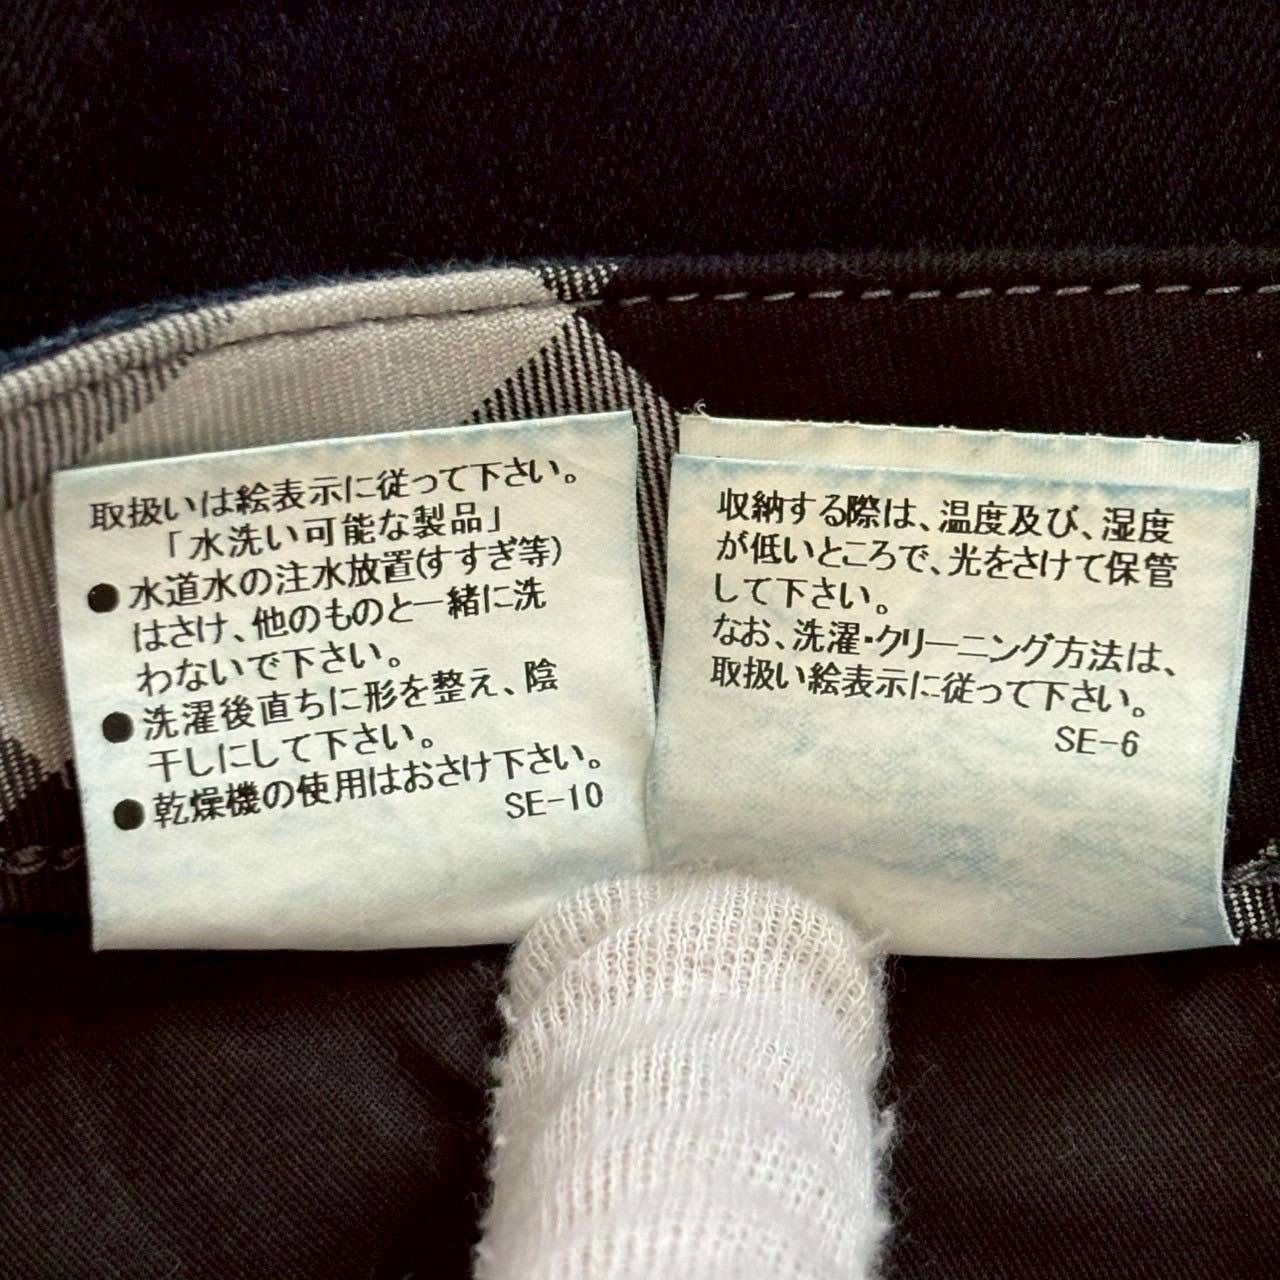 取扱いは絵表示に従って下さい。
「水洗い可能な製品」
●水道水の注水放置(すすぎ等)
はさけ、他のものと一緒に洗
わないで下さい。
●洗濯後直ちに形を整え、陰
干しにして下さい。
●乾燥機の使用はおさけ下さい。
SE-10
収納する際は、温度及び、湿度
が低いところで、光をさけて保管
して下さい。
なお、洗濯・クリーニング方法は、
取扱い絵表示に従って下さい。
SE-6